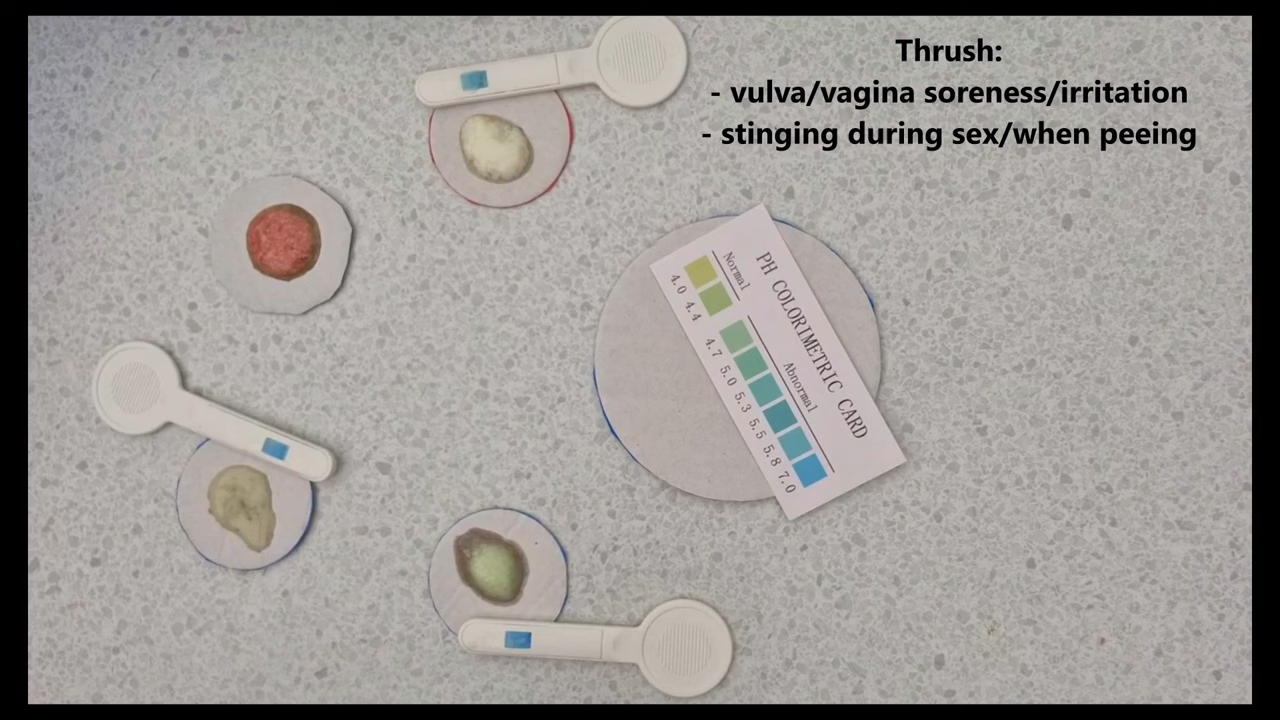 Thrush:
- vulva/vagina soreness/irritation
- stinging during sex/when peeing
PH COLORIMETRIC CARD
Normal
4.0 4.4
Abnormal
4.7 5.0 5.3 5.5 5.8 7.0